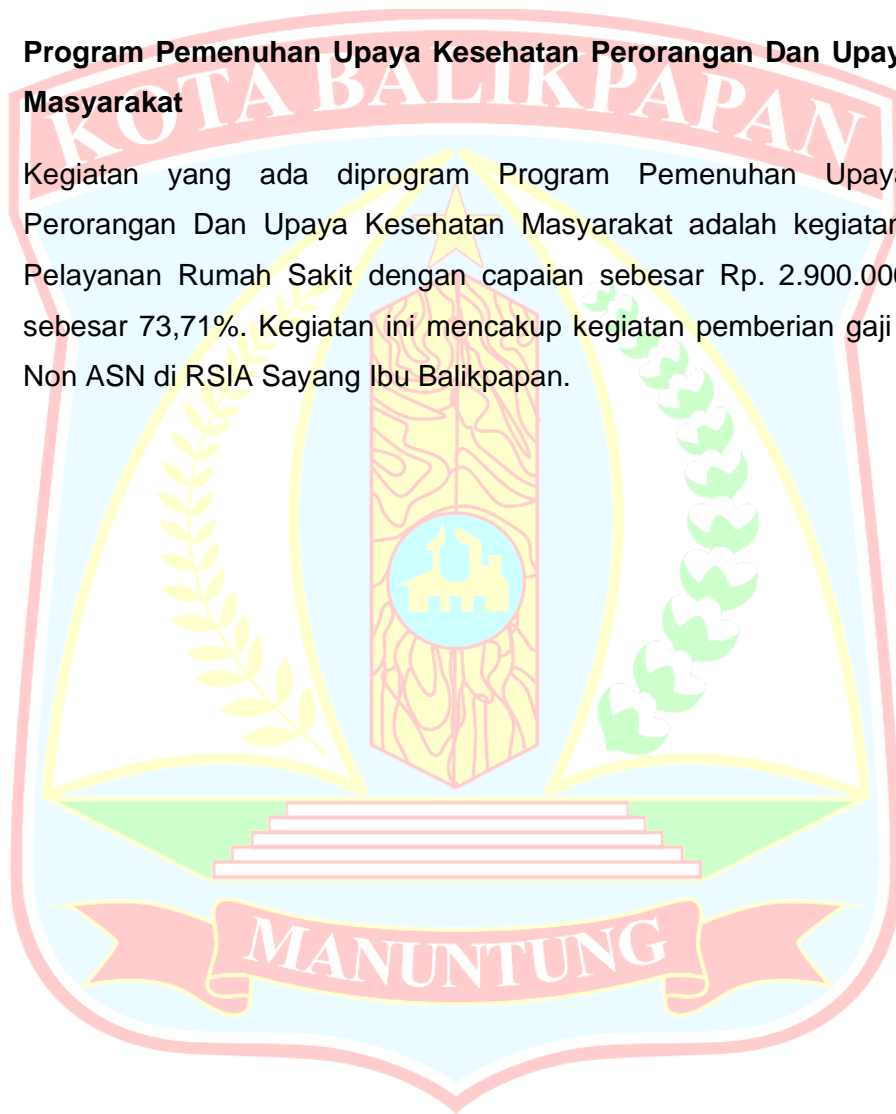 Program Pemenuhan Upaya Kesehatan Perorangan Dan Upay
Masyarakat
KOTA BALIKPAPAN
Kegiatan yang ada diprogram Program Pemenuhan Upaya
Perorangan Dan Upaya Kesehatan Masyarakat adalah kegiatan
Pelayanan Rumah Sakit dengan capaian sebesar Rp. 2.900.000
sebesar 73,71%. Kegiatan ini mencakup kegiatan pemberian gaji
Non ASN di RSIA Sayang Ibu Balikpapan.
MANUNTUNG